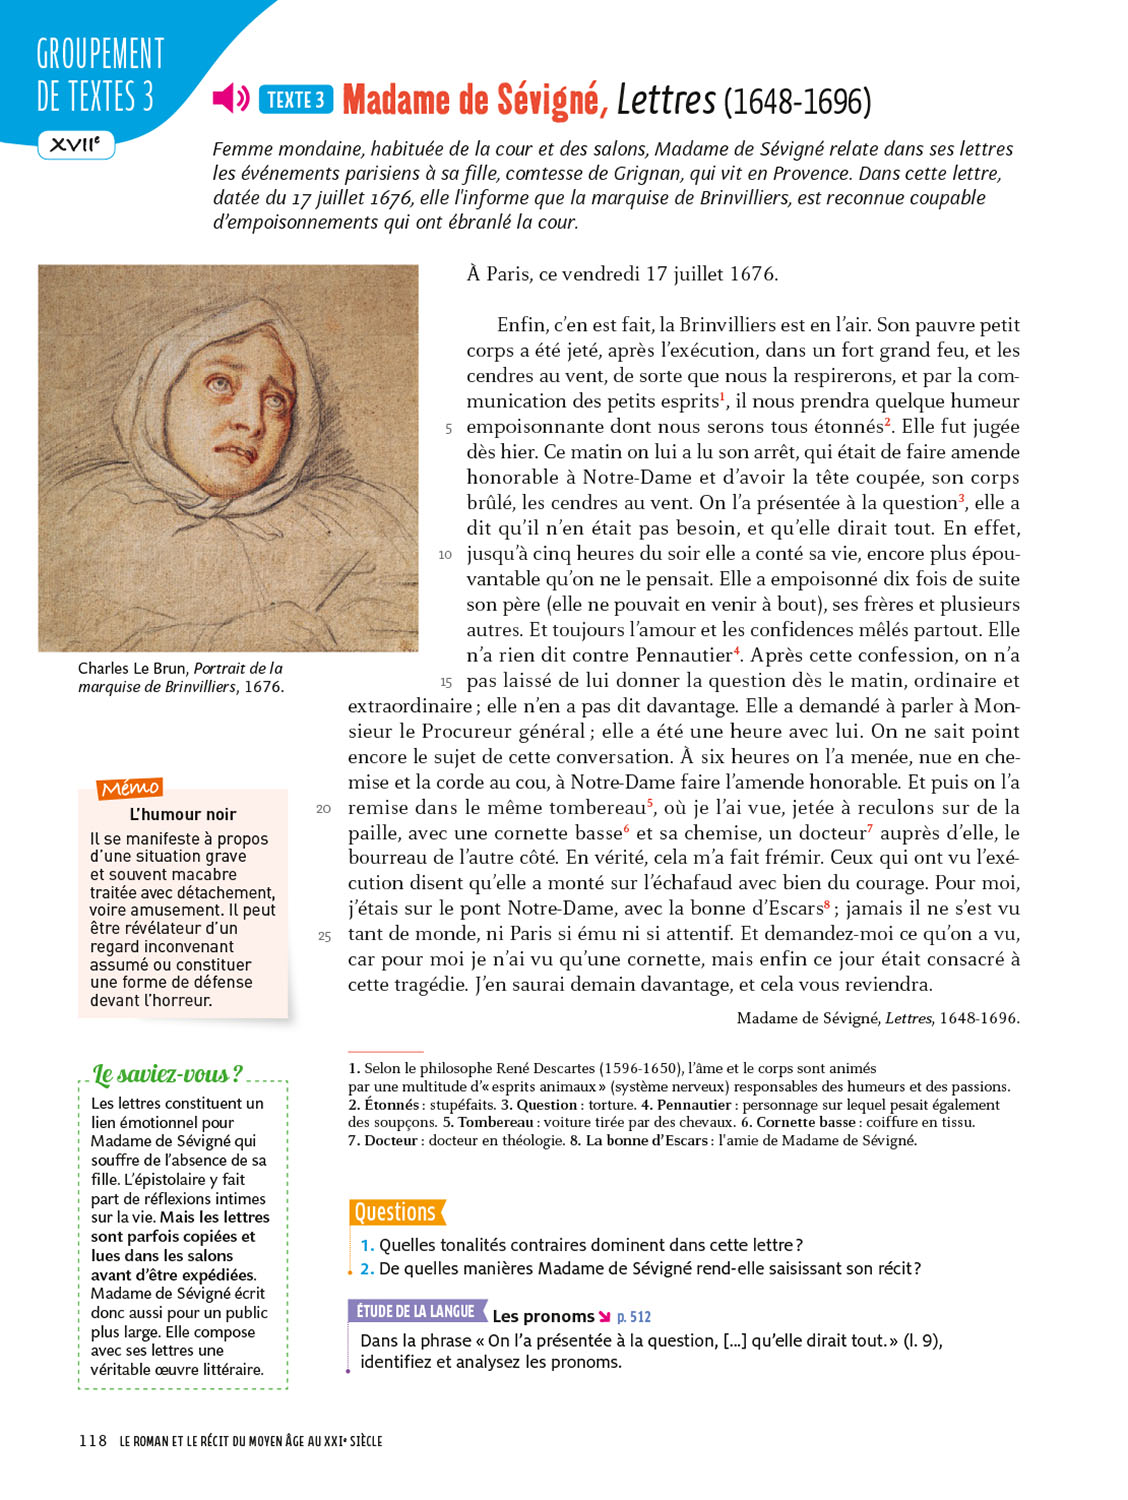 GROUPEMENT
DE TEXTES 3
XVIIe
TEXTE 3 Madame de Sévigné, Lettres (1648-1696)
Femme mondaine, habituée de la cour et des salons, Madame de Sévigné relate dans ses lettres
les événements parisiens à sa fille, comtesse de Grignan, qui vit en Provence. Dans cette lettre,
datée du 17 juillet 1676, elle l'informe que la marquise de Brinvilliers, est reconnue coupable
d'empoisonnements qui ont ébranlé la cour.
À Paris, ce vendredi 17 juillet 1676.
Enfin, c'en est fait, la Brinvilliers est en l'air. Son pauvre petit
corps a été jeté, après l'exécution, dans un fort grand feu, et les
cendres au vent, de sorte que nous la respirerons, et par la com-
munication des petits esprits1, il nous prendra quelque humeur
5 empoisonnante dont nous serons tous étonnés2. Elle fut jugée
dès hier. Ce matin on lui a lu son arrêt, qui était de faire amende
honorable à Notre-Dame et d'avoir la tête coupée, son corps
brûlé, les cendres au vent. On l'a présentée à la question3, elle a
dit qu'il n'en était pas besoin, et qu'elle dirait tout. En effet,
10 jusqu'à cinq heures du soir elle a conté sa vie, encore plus épou-
vantable qu'on ne le pensait. Elle a empoisonné dix fois de suite
son père (elle ne pouvait en venir à bout), ses frères et plusieurs
autres. Et toujours l'amour et les confidences mêlés partout. Elle
n'a rien dit contre Pennautier4. Après cette confession, on n'a
15 pas laissé de lui donner la question dès le matin, ordinaire et
extraordinaire ; elle n'en a pas dit davantage. Elle a demandé à parler à Mon-
sieur le Procureur général ; elle a été une heure avec lui. On ne sait point
encore le sujet de cette conversation. À six heures on l'a menée, nue en che-
mise et la corde au cou, à Notre-Dame faire l'amende honorable. Et puis on l'a
20 remise dans le même tombereau5, où je l'ai vue, jetée à reculons sur de la
paille, avec une cornette basse6 et sa chemise, un docteur7 auprès d'elle, le
bourreau de l'autre côté. En vérité, cela m'a fait frémir. Ceux qui ont vu l'exé-
cution disent qu'elle a monté sur l'échafaud avec bien du courage. Pour moi,
j'étais sur le pont Notre-Dame, avec la bonne d'Escars8 ; jamais il ne s'est vu
25 tant de monde, ni Paris si ému ni si attentif. Et demandez-moi ce qu'on a vu,
car pour moi je n'ai vu qu'une cornette, mais enfin ce jour était consacré à
cette tragédie. J'en saurai demain davantage, et cela vous reviendra.
Madame de Sévigné, Lettres, 1648-1696.
Charles Le Brun, Portrait de la
marquise de Brinvilliers, 1676.
Mémo
L'humour noir
Il se manifeste à propos
d'une situation grave
et souvent macabre
traitée avec détachement,
voire amusement. Il peut
être révélateur d'un
regard inconvenant
assumé ou constituer
une forme de défense
devant l'horreur.
Le saviez-vous ?
Les lettres constituent un
lien émotionnel pour
Madame de Sévigné qui
souffre de l'absence de sa
fille. L'épistolaire y fait
part de réflexions intimes
sur la vie. Mais les lettres
sont parfois copiées et
lues dans les salons
avant d'être expédiées.
Madame de Sévigné écrit
donc aussi pour un public
plus large. Elle compose
avec ses lettres une
véritable œuvre littéraire.
1. Selon le philosophe René Descartes (1596-1650), l'âme et le corps sont animés
par une multitude d'« esprits animaux » (système nerveux) responsables des humeurs et des passions.
2. Étonnés : stupéfaits. 3. Question : torture. 4. Pennautier : personnage sur lequel pesait également
des soupçons. 5. Tombereau : voiture tirée par des chevaux. 6. Cornette basse : coiffure en tissu.
7. Docteur : docteur en théologie. 8. La bonne d'Escars : l'amie de Madame de Sévigné.
Questions
1. Quelles tonalités contraires dominent dans cette lettre ?
2. De quelles manières Madame de Sévigné rend-elle saisissant son récit ?
ÉTUDE DE LA LANGUE Les pronoms p. 512
Dans la phrase « On l'a présentée à la question, [...] qu'elle dirait tout. » (l. 9),
identifiez et analysez les pronoms.
118 LE ROMAN ET LE RÉCIT DU MOYEN ÂGE AU XXIe SIÈCLE